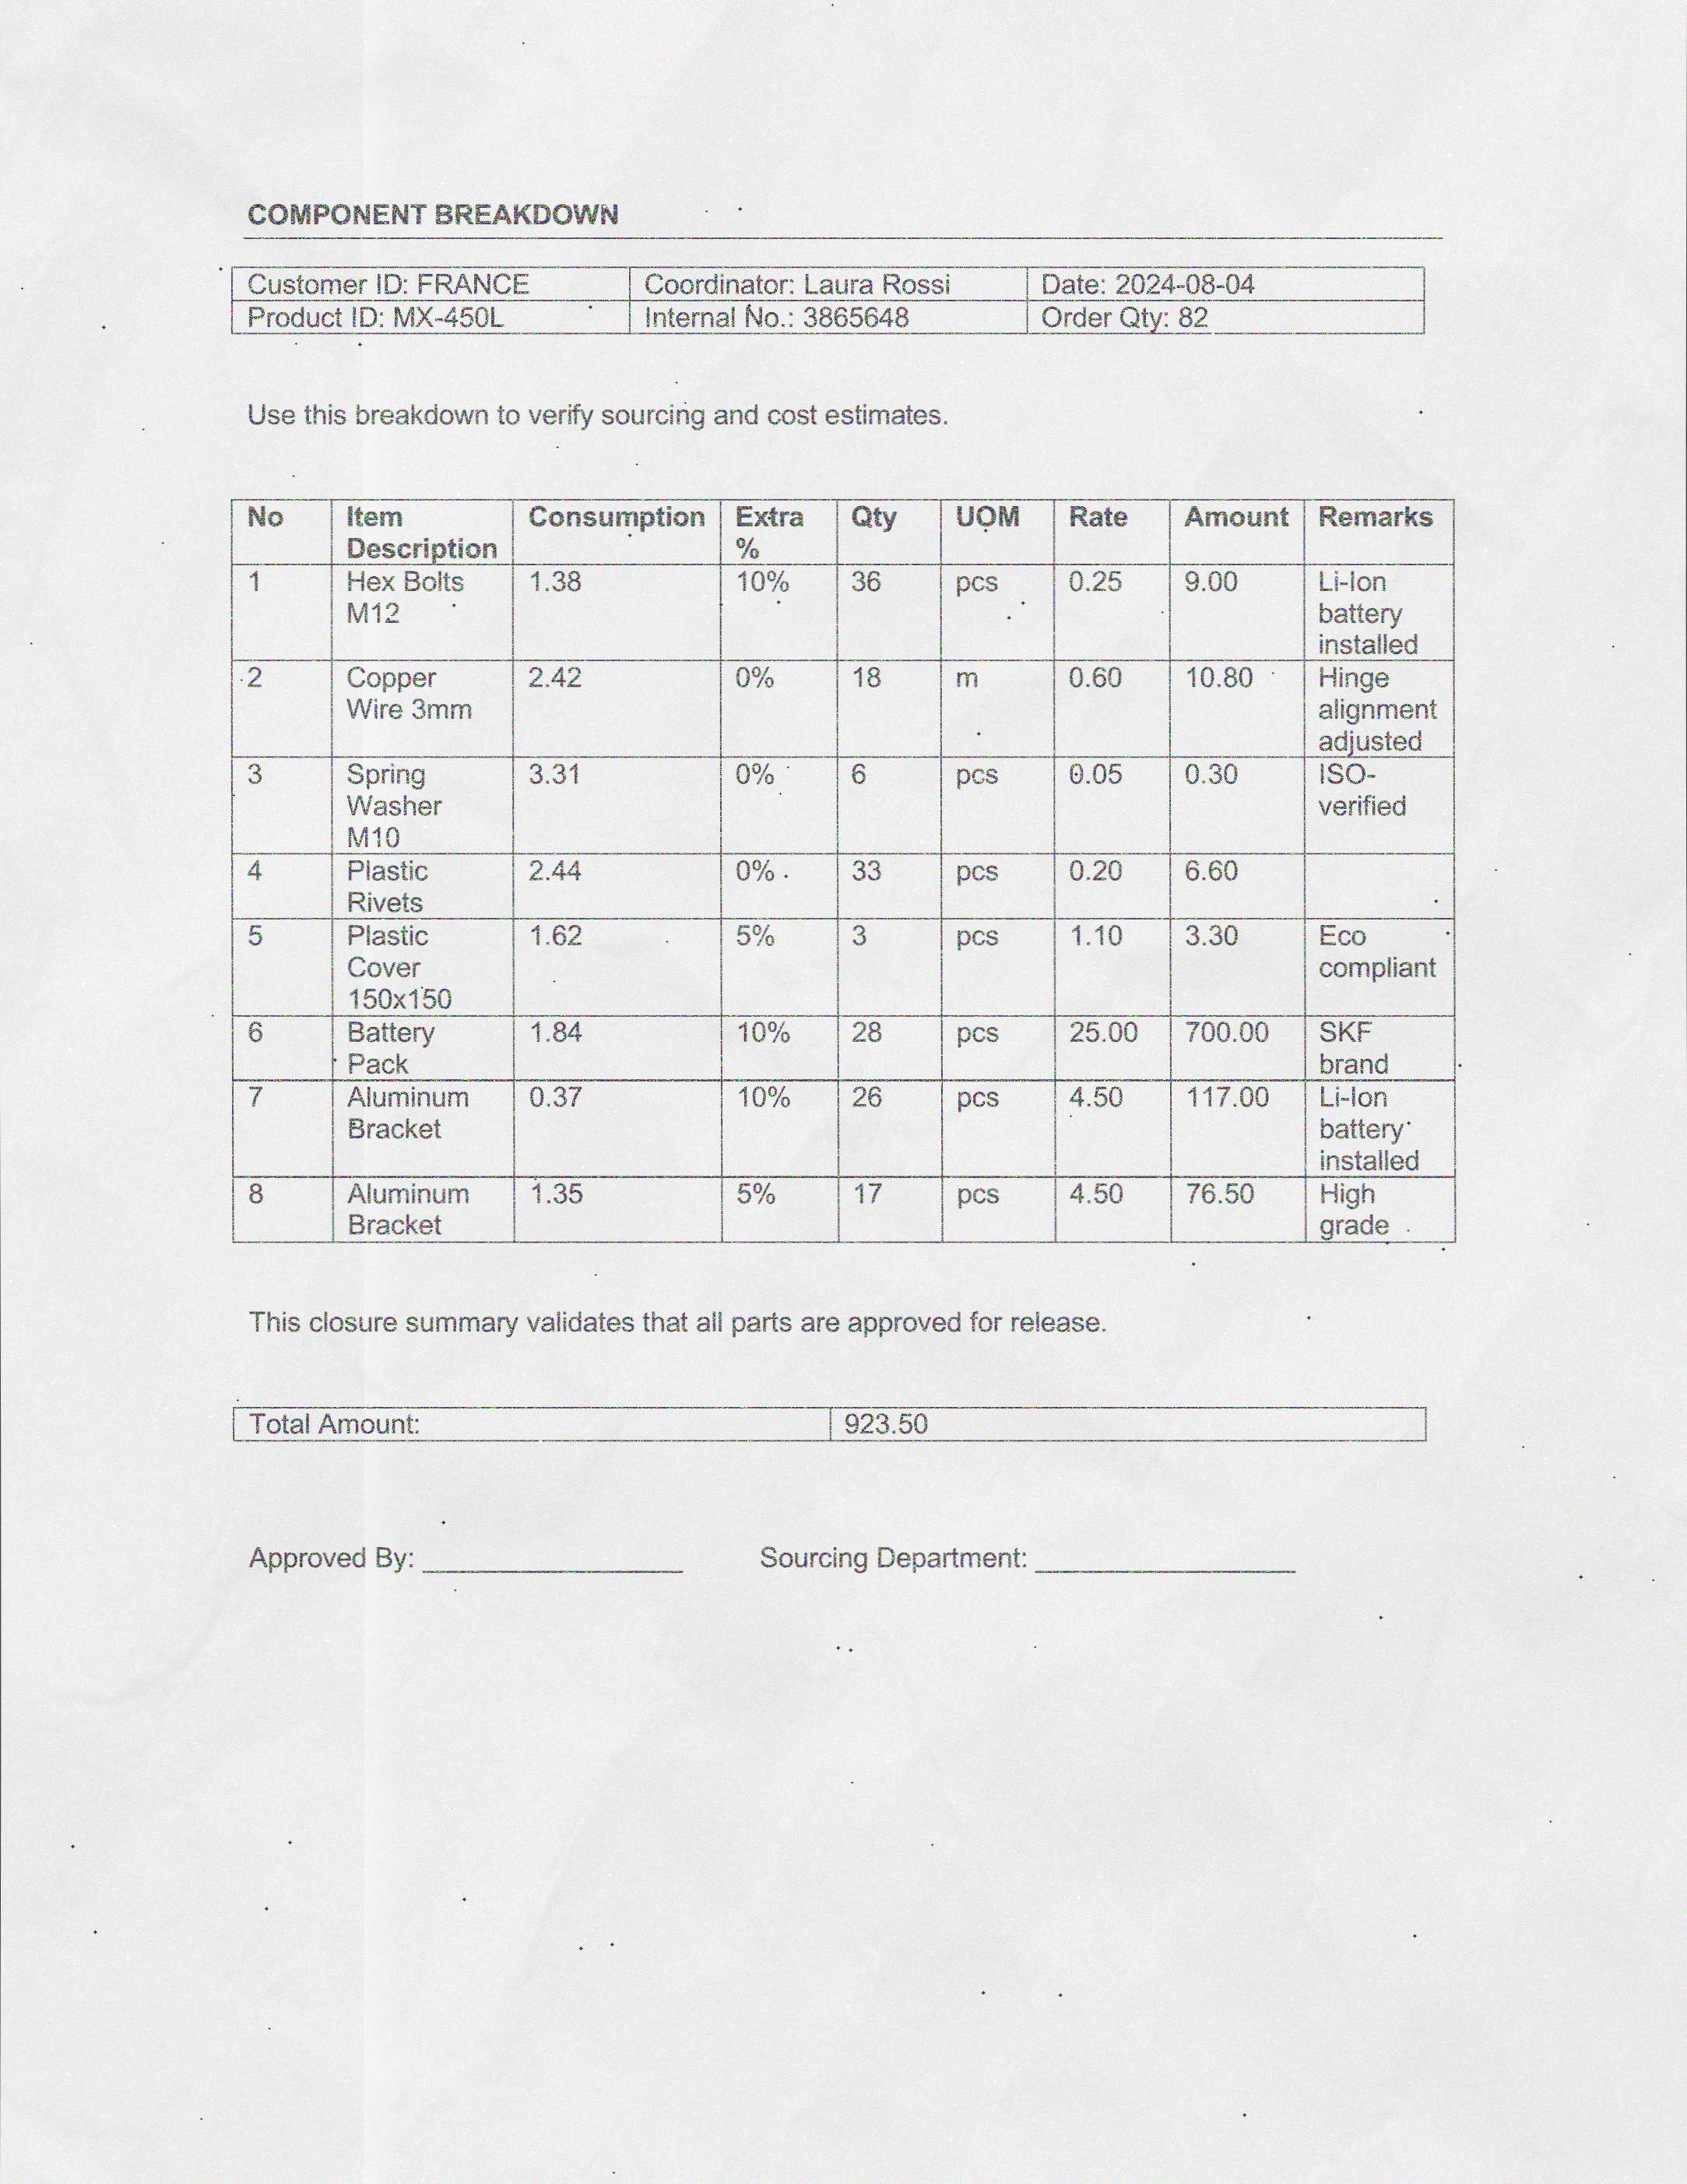 COMPONENT BREAKDOWN
Customer ID: FRANCE Coordinator: Laura Rossi Date: 2024-08-04
Product ID: MX-450L Internal No.: 3865648 Order Qty: 82
Use this breakdown to verify sourcing and cost estimates.
No Item Consumption Extra Qty UOM Rate Amount Remarks
Description %
1 Hex Bolts 1.38 10% 36 pcs 0.25 9.00 Li-Ion
M12 battery
installed
2 Copper 2.42 0% 18 m 0.60 10.80 Hinge
Wire 3mm alignment
adjusted
3 Spring 3.31 0% 6 pcs 0.05 0.30 ISO-
Washer verified
M10
4 Plastic 2.44 0% 33 pcs 0.20 6.60
Rivets
5 Plastic 1.62 5% 3 pcs 1.10 3.30 Eco
Cover compliant
150x150
6 Battery 1.84 10% 28 pcs 25.00 700.00 SKF
Pack brand
7 Aluminum 0.37 10% 26 pcs 4.50 117.00 Li-Ion
Bracket battery
installed
8 Aluminum 1.35 5% 17 pcs 4.50 76.50 High
Bracket grade
This closure summary validates that all parts are approved for release.
Total Amount: 923.50
Approved By: ____________________ Sourcing Department: ____________________